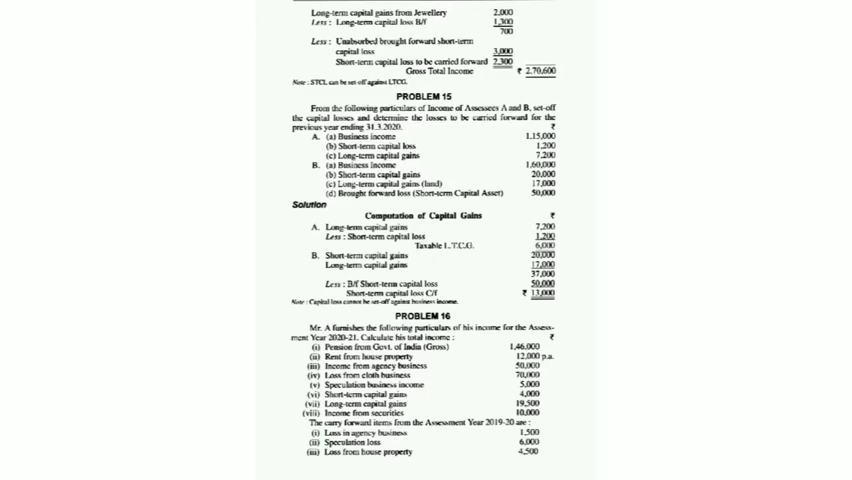 Long-term capital gains from Jewellery 2,000
Less : Long-term capital loss B/f 1,300
700
Less : Unabsorbed brought forward short-term
capital loss 3,000
Short-term capital loss to be carried forward 2,300
Gross Total Income ₹ 2,70,600
Note : STCL can be set-off against LTCG.
PROBLEM 15
From the following particulars of Income of Assessees A and B, set-off
the capital losses and determine the losses to be carried forward for the
previous year ending 31.3.2020. ₹
A. (a) Business income 1,15,000
(b) Short-term capital loss 1,200
(c) Long-term capital gains 7,200
B. (a) Business Income 1,60,000
(b) Short-term capital gains 20,000
(c) Long-term capital gains (land) 17,000
(d) Brought forward loss (Short-term Capital Asset) 50,000
Solution
Computation of Capital Gains ₹
A. Long-term capital gains 7,200
Less : Short-term capital loss 1,200
Taxable L.T.C.G. 6,000
B. Short-term capital gains 20,000
Long-term capital gains 17,000
37,000
Less : B/f Short-term capital loss 50,000
Short-term capital loss C/f ₹ 13,000
Note : Capital loss cannot be set-off against business income.
PROBLEM 16
Mr. A furnishes the following particulars of his income for the Assess-
ment Year 2020-21. Calculate his total income : ₹
(i) Pension from Govt. of India (Gross) 1,46,000
(ii) Rent from house property 12,000 p.a.
(iii) Income from agency business 50,000
(iv) Loss from cloth business 70,000
(v) Speculation business income 5,000
(vi) Short-term capital gains 4,000
(vii) Long-term capital gains 19,500
(viii) Income from securities 10,000
The carry forward items from the Assessment Year 2019-20 are :
(i) Loss in agency business 1,500
(ii) Speculation loss 6,000
(iii) Loss from house property 4,500